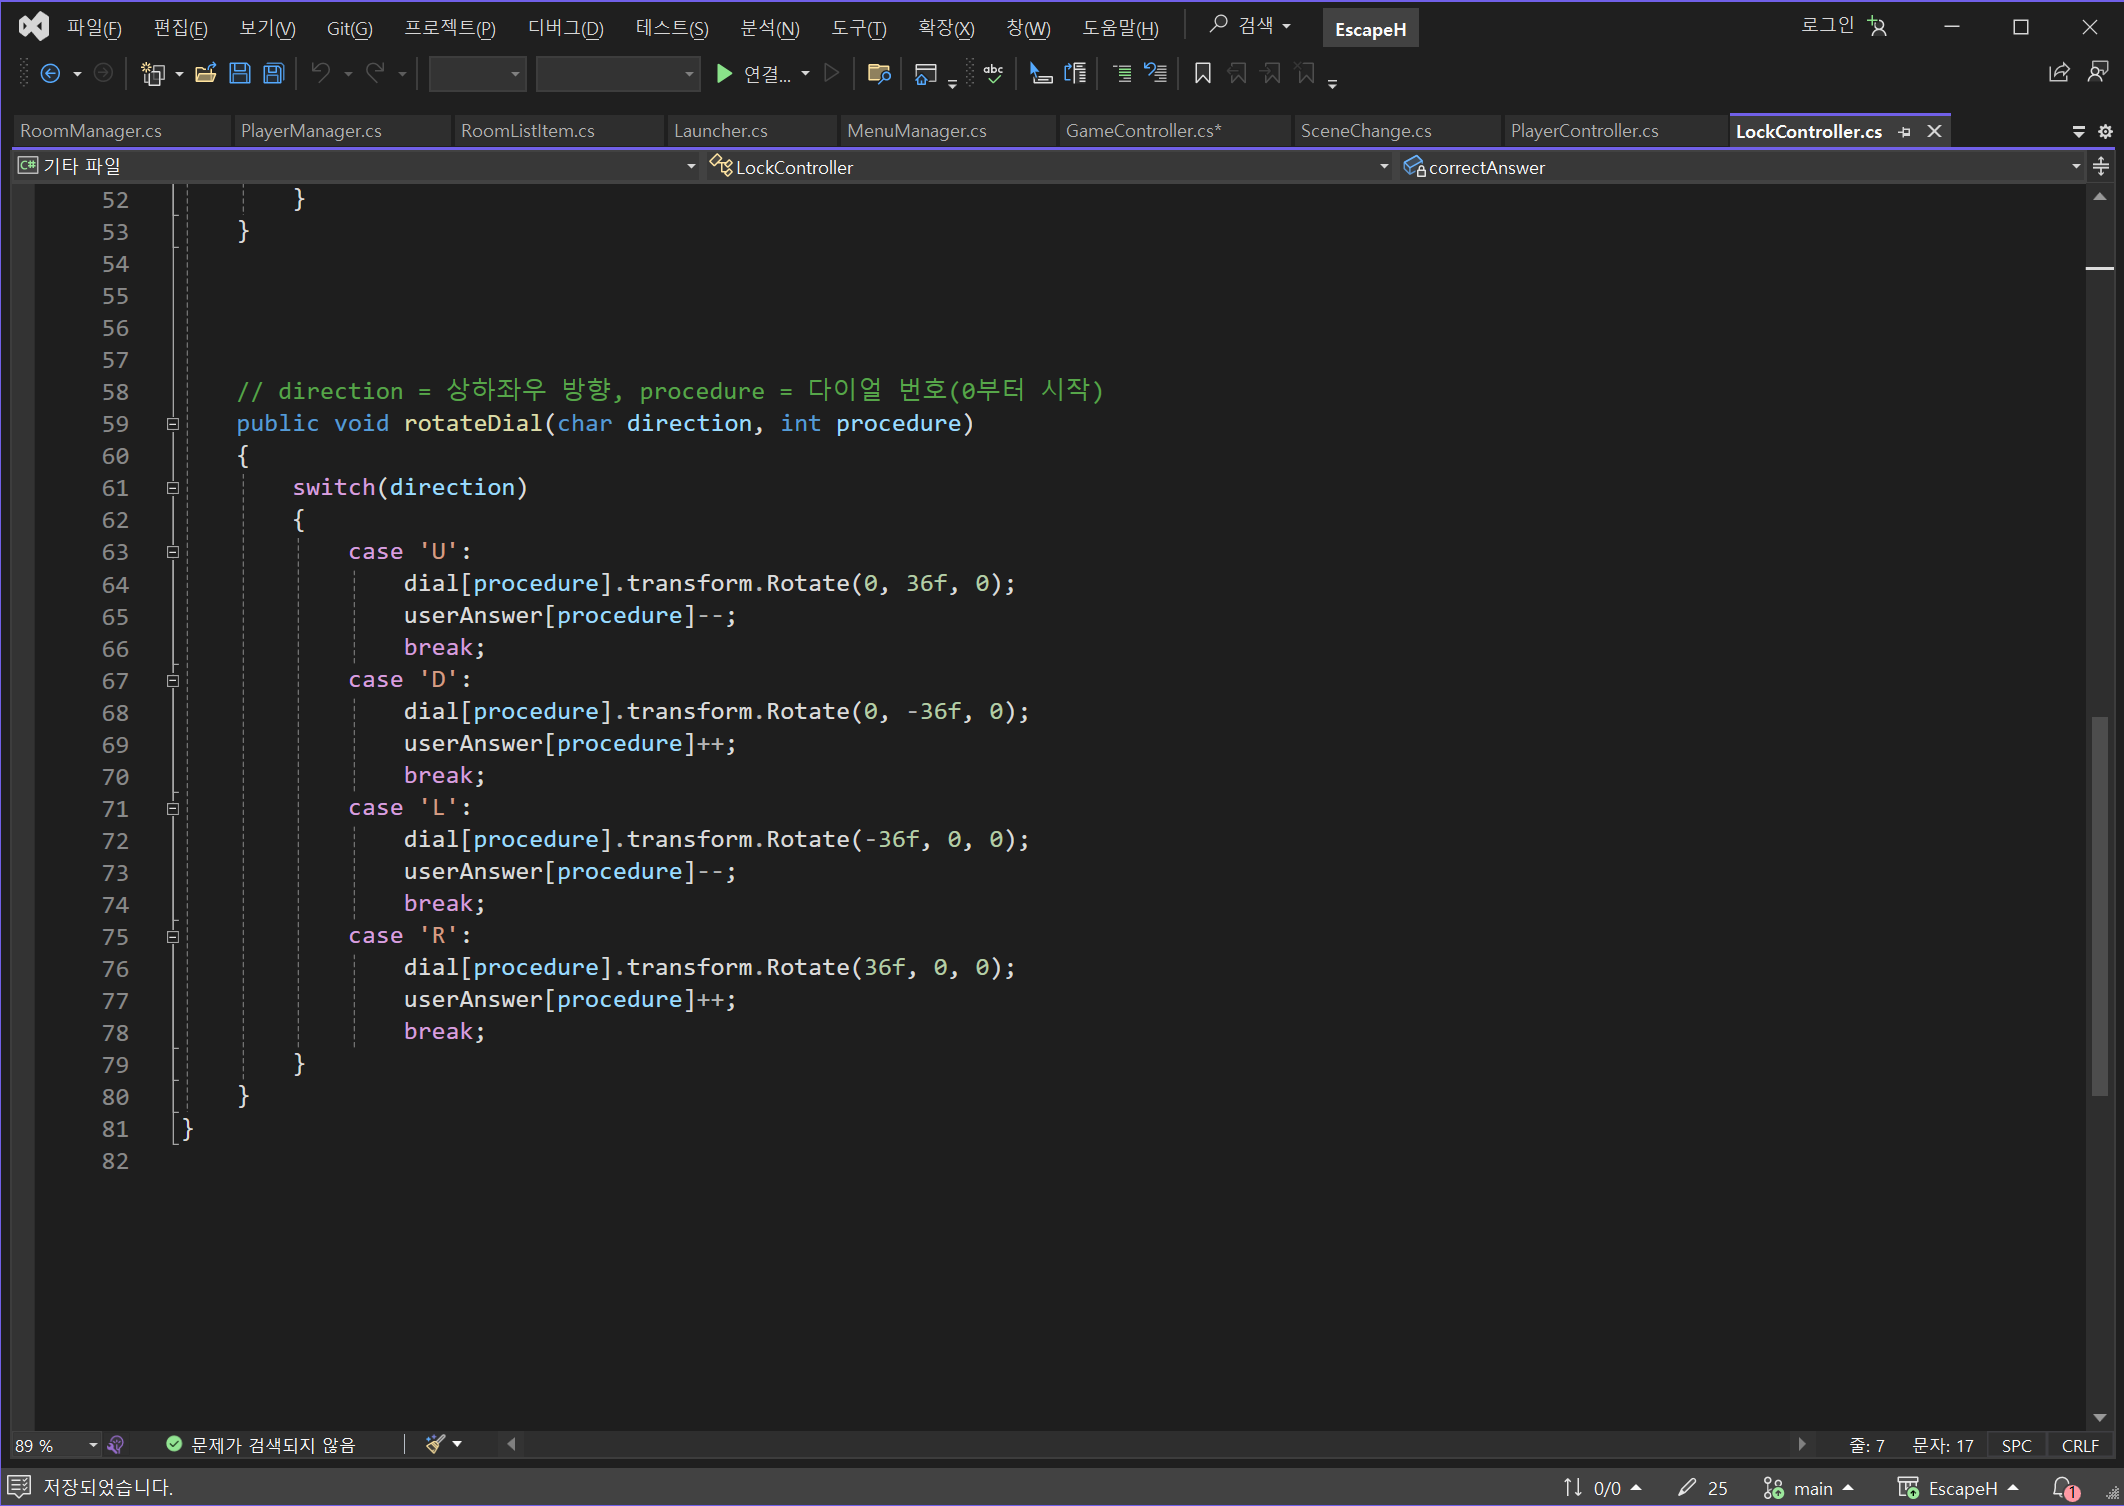 파일(F) 편집(E) 보기(V) Git(G) 프로젝트(P) 디버그(D) 테스트(S) 분석(N) 도구(T) 확장(X) 창(W) 도움말(H) 검색 EscapeH 로그인
연결... abc
RoomManager.cs PlayerManager.cs RoomListItem.cs Launcher.cs MenuManager.cs GameController.cs* SceneChange.cs PlayerController.cs LockController.cs
C# 기타 파일 LockController correctAnswer
52 }
53 }
54
55
56
57
58 // direction = 상하좌우 방향, procedure = 다이얼 번호(0부터 시작)
59 public void rotateDial(char direction, int procedure)
60 {
61 switch(direction)
62 {
63 case 'U':
64 dial[procedure].transform.Rotate(0, 36f, 0);
65 userAnswer[procedure]--;
66 break;
67 case 'D':
68 dial[procedure].transform.Rotate(0, -36f, 0);
69 userAnswer[procedure]++;
70 break;
71 case 'L':
72 dial[procedure].transform.Rotate(-36f, 0, 0);
73 userAnswer[procedure]--;
74 break;
75 case 'R':
76 dial[procedure].transform.Rotate(36f, 0, 0);
77 userAnswer[procedure]++;
78 break;
79 }
80 }
81 }
82
89 % 문제가 검색되지 않음 줄: 7 문자: 17 SPC CRLF
저장되었습니다. 0/0 25 main EscapeH 1